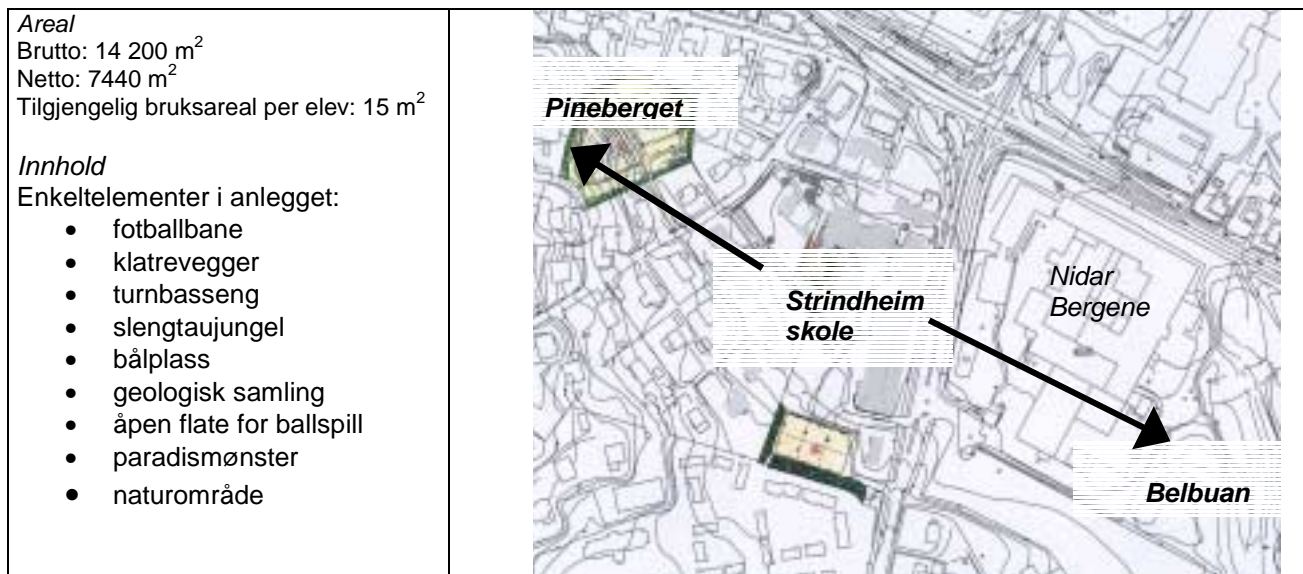 Areal
Brutto: 14 200 m²
Netto: 7440 m²
Tilgjengelig bruksareal per elev: 15 m²
Innhold
Enkeltelementer i anlegget:
• fotballbane
• klatrevegger
• turnbasseng
• slengtaujungel
• bålplass
• geologisk samling
• åpen flate for ballspill
• paradismønster
• naturområde
Pineberget
Strindheim
skole
Nidar
Bergene
Belbuan